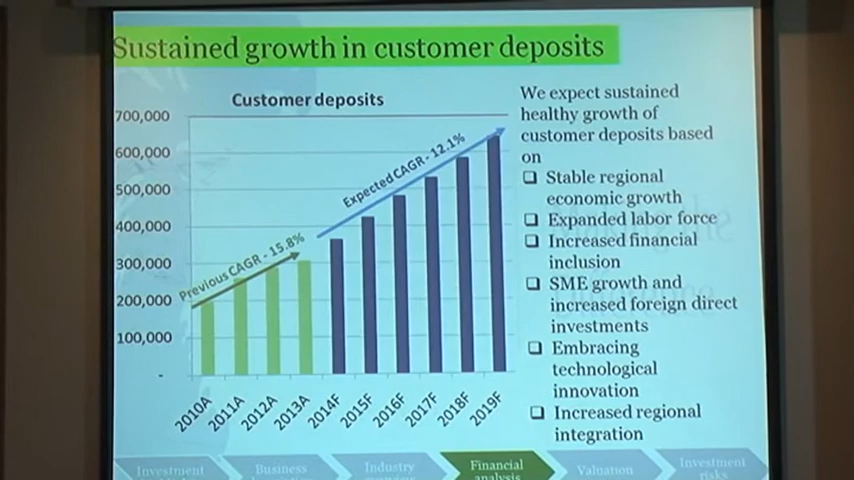 Sustained growth in customer deposits
Customer deposits
700,000
600,000
500,000
400,000
300,000
200,000
100,000
-
Previous CAGR - 15.8%
Expected CAGR - 12.1%
2010A
2011A
2012A
2013A
2014F
2015F
2016F
2017F
2018F
2019F
We expect sustained
healthy growth of
customer deposits based
on
❑ Stable regional
economic growth
❑ Expanded labor force
❑ Increased financial
inclusion
❑ SME growth and
increased foreign direct
investments
❑ Embracing
technological
innovation
❑ Increased regional
integration
Investment
Business
Industry
Financial
analysis
Valuation
Investment
risks